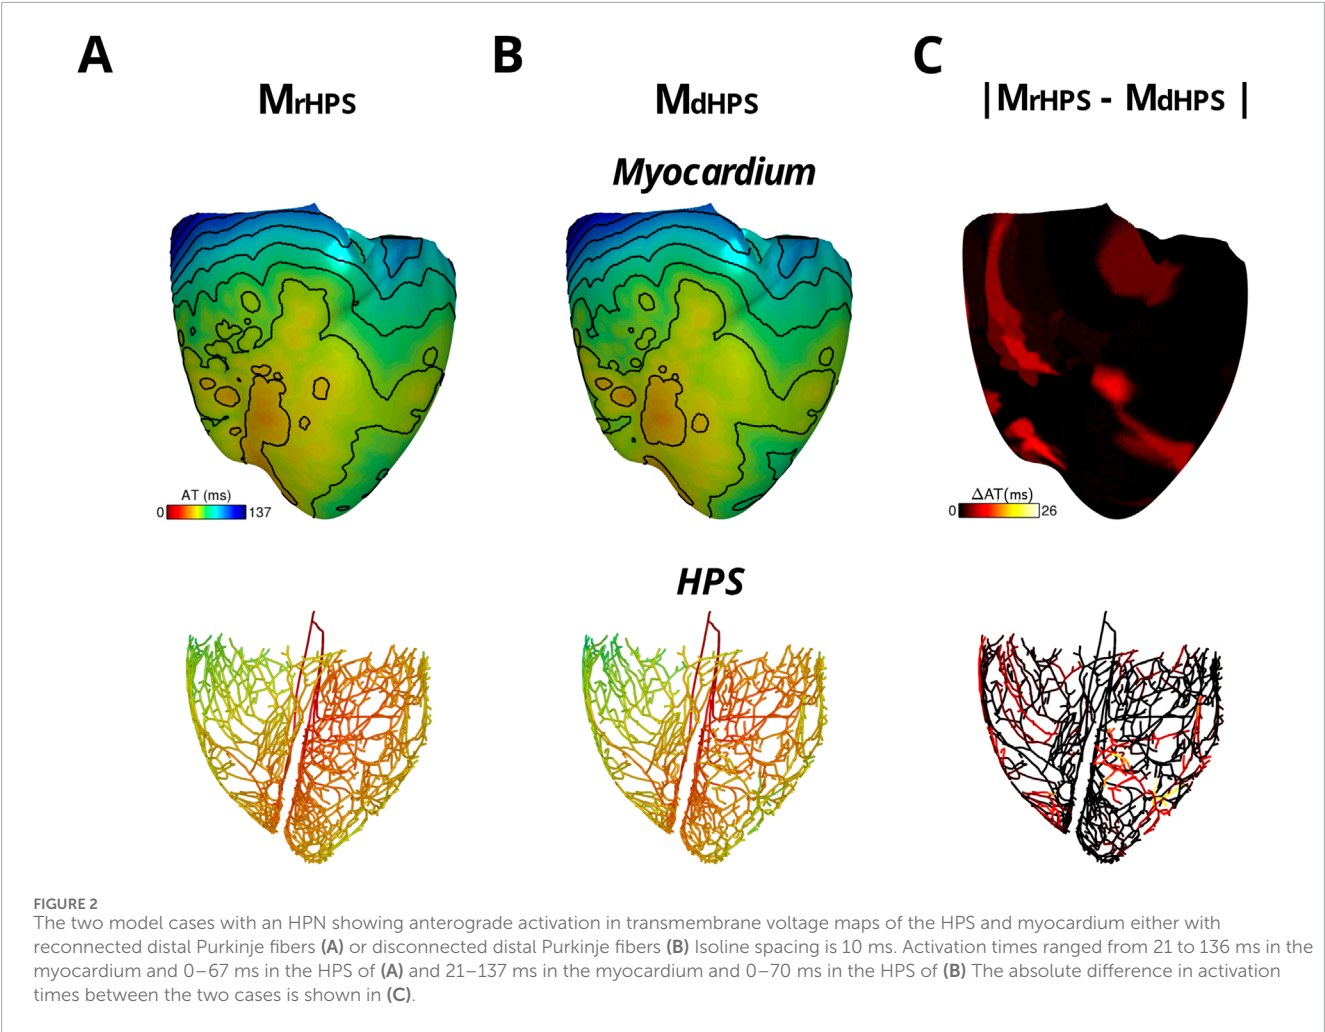 A
B
C
MrHPS
MdHPS
|MrHPS - MdHPS |
Myocardium
AT (ms)
0 137
ΔAT(ms)
0 26
HPS
FIGURE 2
The two model cases with an HPN showing anterograde activation in transmembrane voltage maps of the HPS and myocardium either with
reconnected distal Purkinje fibers (A) or disconnected distal Purkinje fibers (B) Isoline spacing is 10 ms. Activation times ranged from 21 to 136 ms in the
myocardium and 0–67 ms in the HPS of (A) and 21–137 ms in the myocardium and 0–70 ms in the HPS of (B) The absolute difference in activation
times between the two cases is shown in (C).